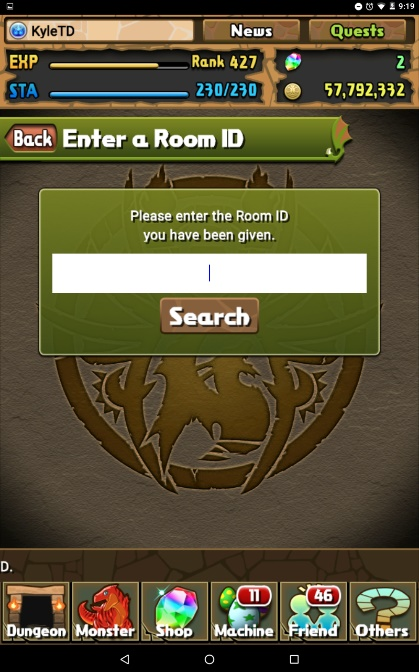 9:19
KyleTD
News
Quests
EXP
Rank 427
2
STA
230/230
57,792,332
Back
Enter a Room ID
Please enter the Room ID
you have been given.
Search
D.
11
46
Dungeon
Monster
Shop
Machine
Friend
Others